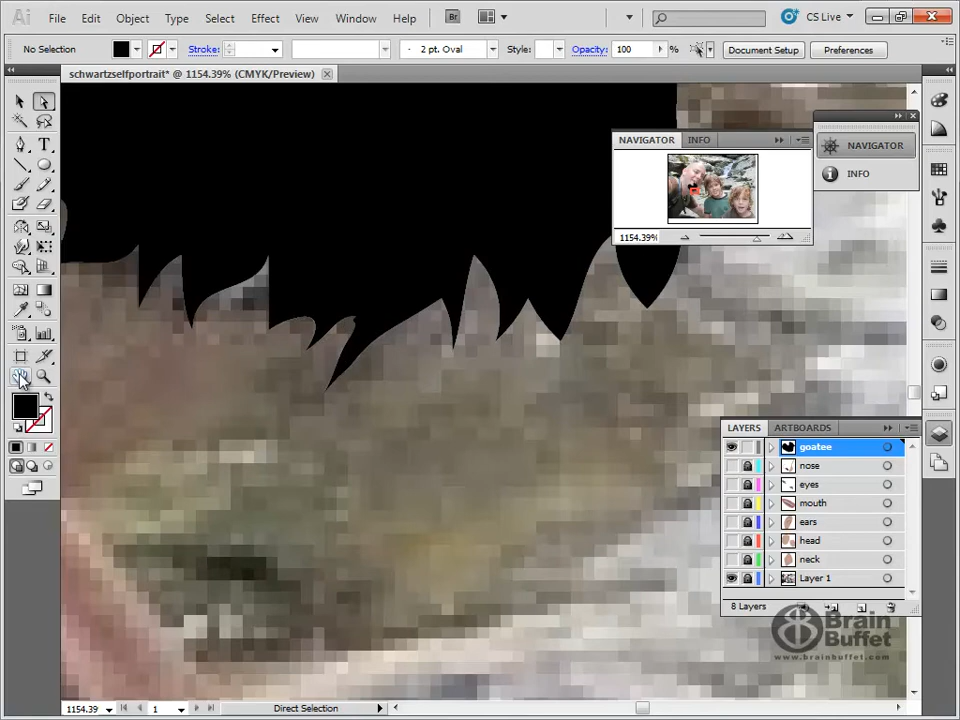 Ai File Edit Object Type Select Effect View Window Help Br CS Live
No Selection Stroke: 2 pt. Oval Style: Opacity: 100 % Document Setup Preferences
schwartzselfportrait* @ 1154.39% (CMYK/Preview)
NAVIGATOR INFO
1154.39%
NAVIGATOR
INFO
T
LAYERS ARTBOARDS
goatee
nose
eyes
mouth
ears
head
neck
Layer 1
8 Layers
Brain
Buffet
www.brainbuffet.com
1154.39 1 Direct Selection